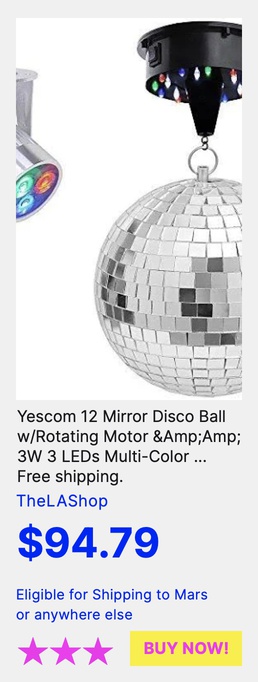 Yescom 12 Mirror Disco Ball
w/Rotating Motor &Amp;Amp;
3W 3 LEDs Multi-Color ...
Free shipping.
TheLAShop
$94.79
Eligible for Shipping to Mars
or anywhere else
BUY NOW!